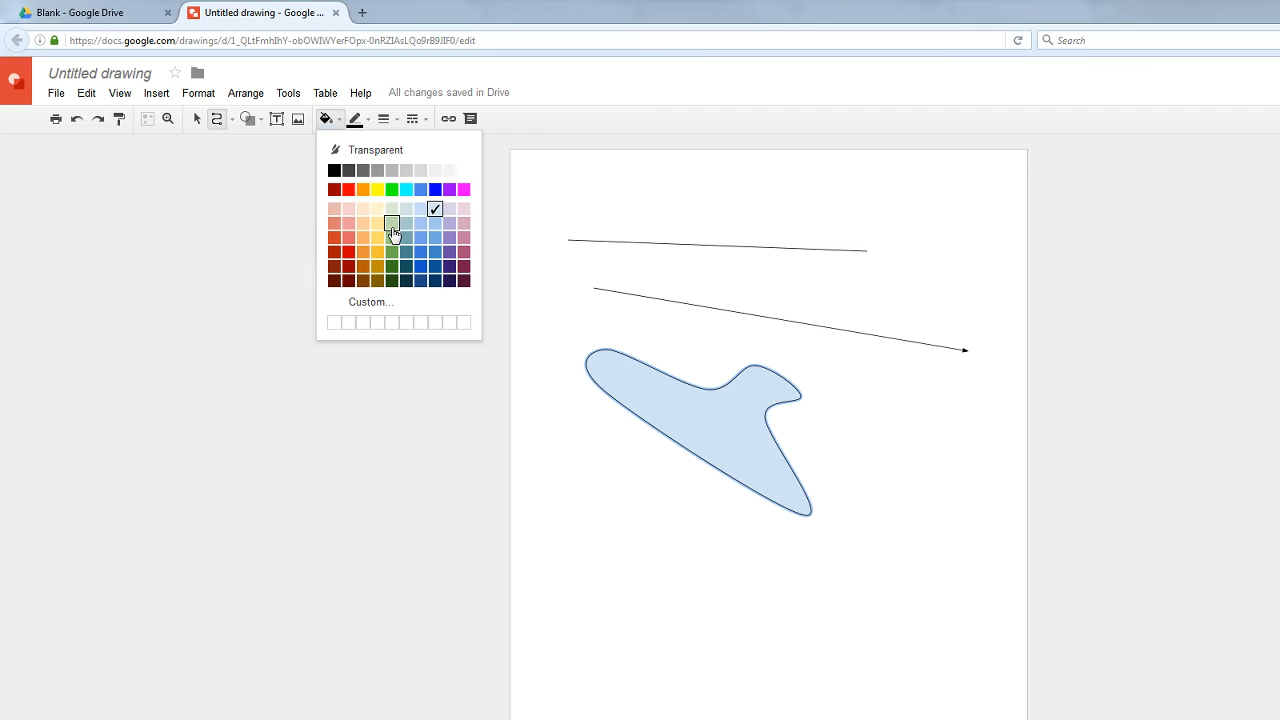 Blank - Google Drive
Untitled drawing - Google ...
https://docs.google.com/drawings/d/1_QLtFmhIhY-obOWIWYerFOpx-0nRZIAsLQo9rB9JIF0/edit
Search
Untitled drawing
File Edit View Insert Format Arrange Tools Table Help All changes saved in Drive
Transparent
Custom...